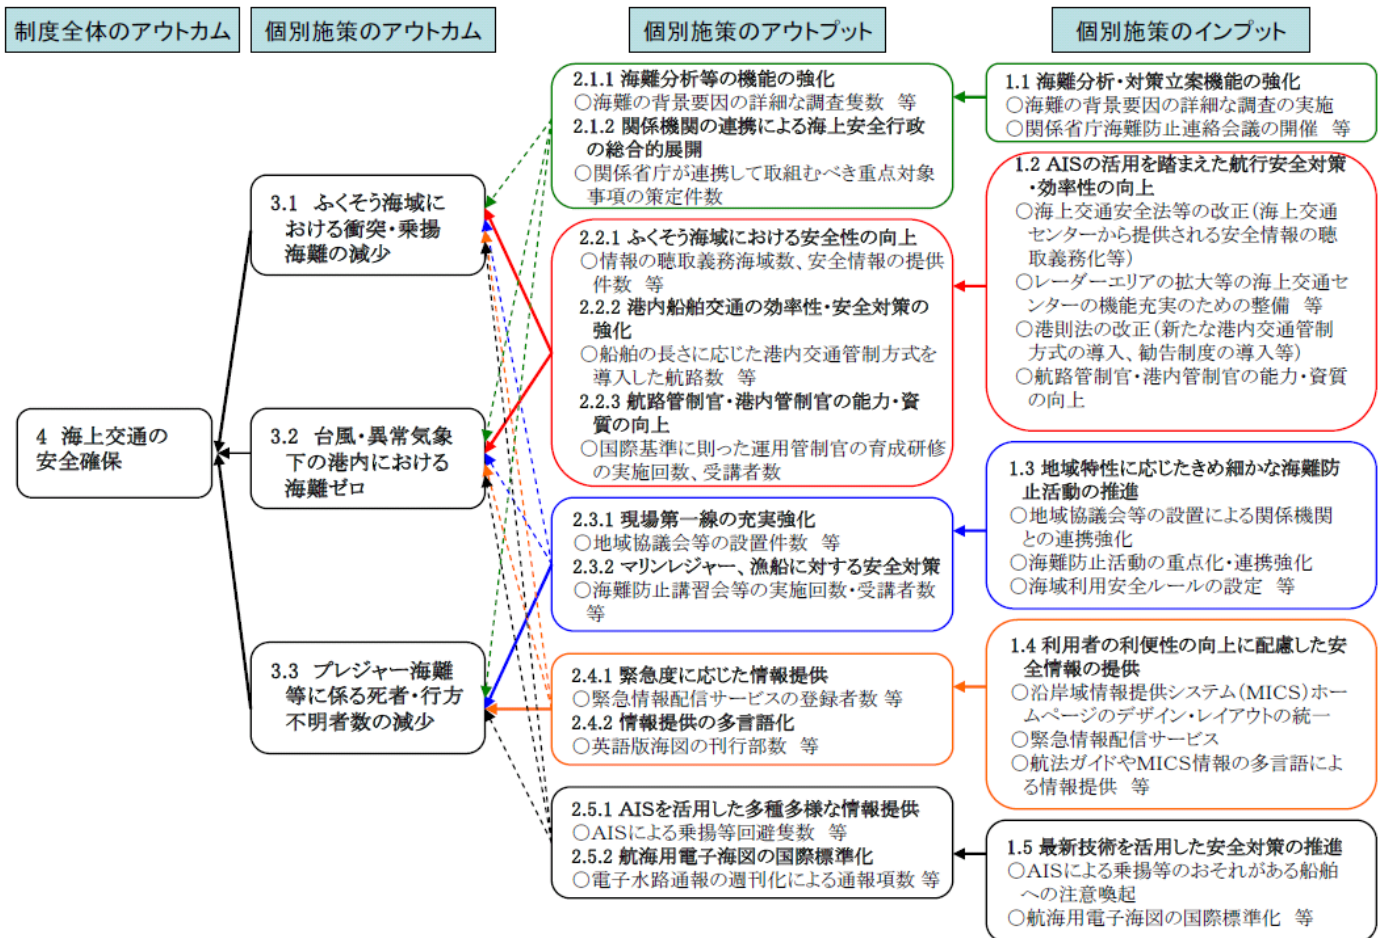 制度全体のアウトカム
個別施策のアウトカム
個別施策のアウトプット
個別施策のインプット
4 海上交通の
安全確保
3.1 ふくそう海域に
おける衝突・乗揚
海難の減少
3.2 台風・異常気象
下の港内における
海難ゼロ
3.3 プレジャー海難
等に係る死者・行方
不明者数の減少
2.1.1 海難分析等の機能の強化
○海難の背景要因の詳細な調査隻数 等
2.1.2 関係機関の連携による海上安全行政
の総合的展開
○関係省庁が連携して取組むべき重点対象
事項の策定件数
2.2.1 ふくそう海域における安全性の向上
○情報の聴取義務海域数、安全情報の提供
件数 等
2.2.2 港内船舶交通の効率性・安全対策の
強化
○船舶の長さに応じた港内交通管制方式を
導入した航路数 等
2.2.3 航路管制官・港内管制官の能力・資
質の向上
○国際基準に則った運用管制官の育成研修
の実施回数、受講者数
2.3.1 現場第一線の充実強化
○地域協議会等の設置件数 等
2.3.2 マリンレジャー、漁船に対する安全対策
○海難防止講習会等の実施回数・受講者数
等
2.4.1 緊急度に応じた情報提供
○緊急情報配信サービスの登録者数 等
2.4.2 情報提供の多言語化
○英語版海図の刊行部数 等
2.5.1 AISを活用した多種多様な情報提供
○AISによる乗揚等回避隻数 等
2.5.2 航海用電子海図の国際標準化
○電子水路通報の週刊化による通報項数 等
1.1 海難分析・対策立案機能の強化
○海難の背景要因の詳細な調査の実施
○関係省庁海難防止連絡会議の開催 等
1.2 AISの活用を踏まえた航行安全対策
・効率性の向上
○海上交通安全法等の改正(海上交通
センターから提供される安全情報の聴
取義務化等)
○レーダーエリアの拡大等の海上交通セ
ンターの機能充実のための整備 等
○港則法の改正(新たな港内交通管制
方式の導入、勧告制度の導入等)
○航路管制官・港内管制官の能力・資質
の向上
1.3 地域特性に応じたきめ細かな海難防
止活動の推進
○地域協議会等の設置による関係機関
との連携強化
○海難防止活動の重点化・連携強化
○海域利用安全ルールの設定 等
1.4 利用者の利便性の向上に配慮した安
全情報の提供
○沿岸域情報提供システム(MICS)ホー
ムページのデザイン・レイアウトの統一
○緊急情報配信サービス
○航法ガイドやMICS情報の多言語によ
る情報提供 等
1.5 最新技術を活用した安全対策の推進
○AISによる乗揚等のおそれがある船舶
への注意喚起
○航海用電子海図の国際標準化 等